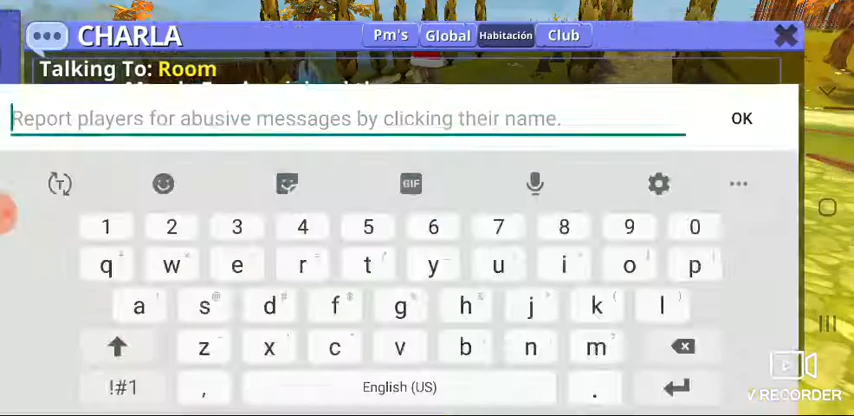 CHARLA
Pm's Global Habitación Club
Talking To: Room
Report players for abusive messages by clicking their name.
OK
GIF
1 2 3 4 5 6 7 8 9 0
q w e r t y u i o p
a s d f g h j k l
z x c v b n m
!#1 , English (US) .
V RECORDER